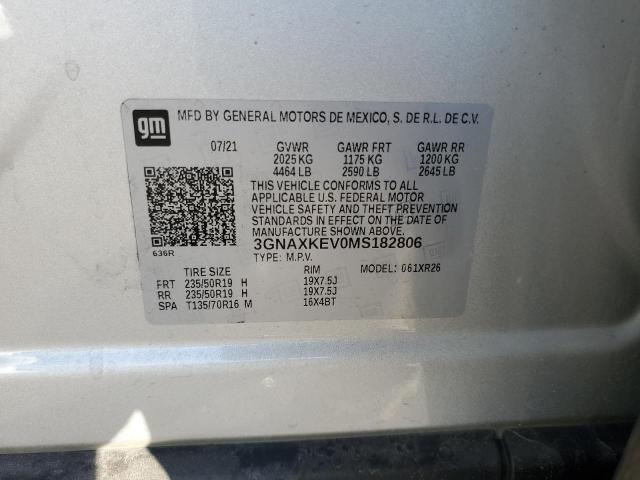 gm MFD BY GENERAL MOTORS DE MEXICO, S. DE R.L. DE C.V.
07/21 GVWR GAWR FRT GAWR RR
2025 KG 1175 KG 1200 KG
4464 LB 2590 LB 2645 LB
THIS VEHICLE CONFORMS TO ALL
APPLICABLE U.S. FEDERAL MOTOR
VEHICLE SAFETY AND THEFT PREVENTION
STANDARDS IN EFFECT ON THE DATE OF
MANUFACTURE SHOWN ABOVE.
636R 3GNAXKEV0MS182806
TYPE: M.P.V.
TIRE SIZE RIM MODEL: 061XR26
FRT 235/50R19 H 19X7.5J
RR 235/50R19 H 19X7.5J
SPA T135/70R16 M 16X4BT